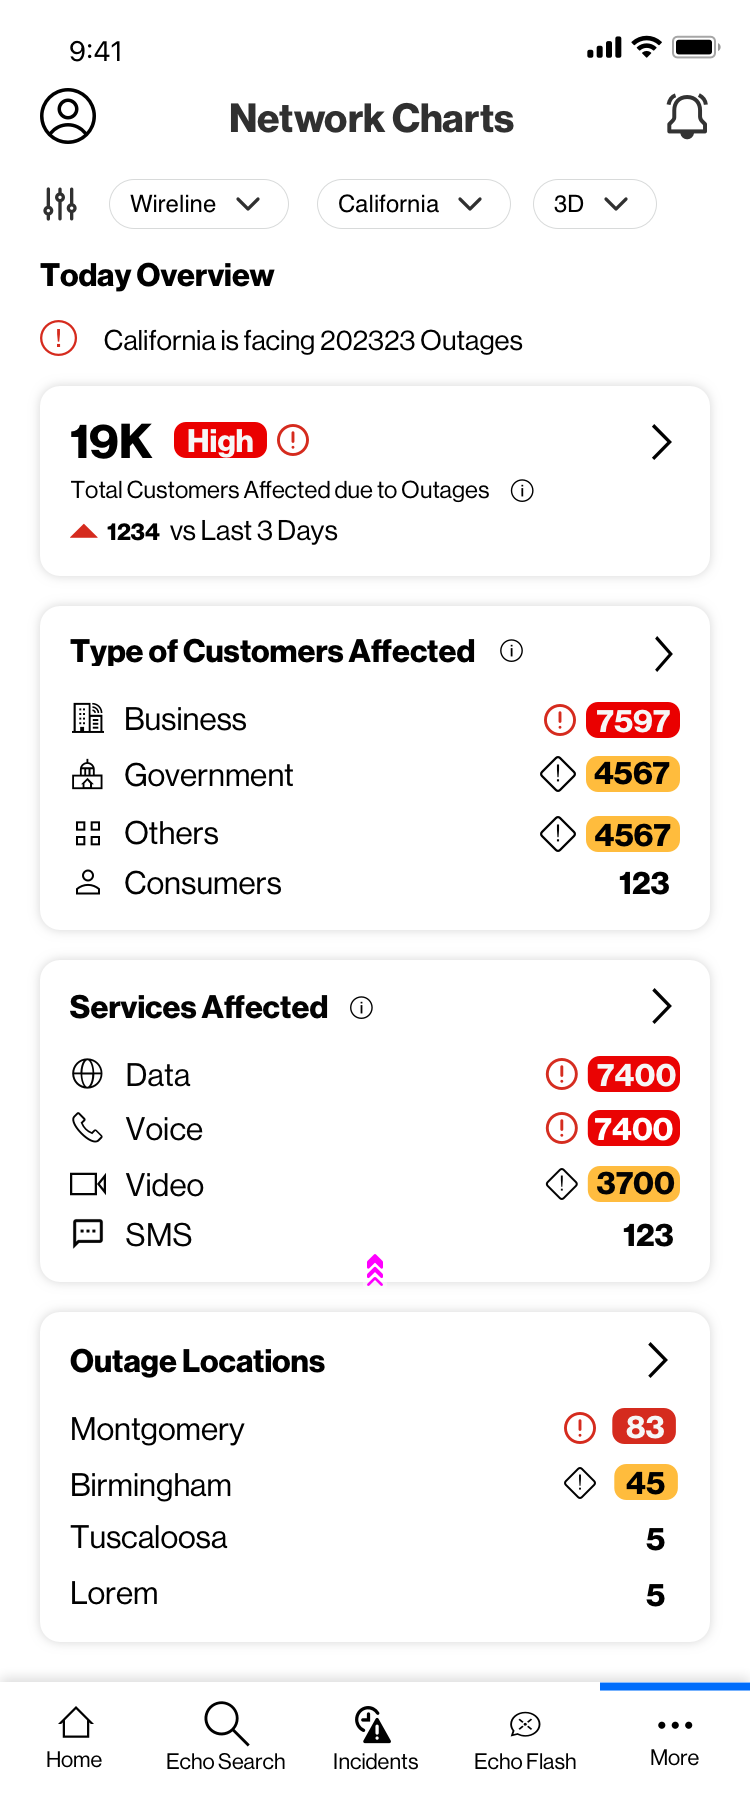 9:41
Network Charts
Wireline California 3D
Today Overview
California is facing 202323 Outages
19K High
Total Customers Affected due to Outages
1234 vs Last 3 Days
Type of Customers Affected
Business 7597
Government 4567
Others 4567
Consumers 123
Services Affected
Data 7400
Voice 7400
Video 3700
SMS 123
Outage Locations
Montgomery 83
Birmingham 45
Tuscaloosa 5
Lorem 5
Home Echo Search Incidents Echo Flash More